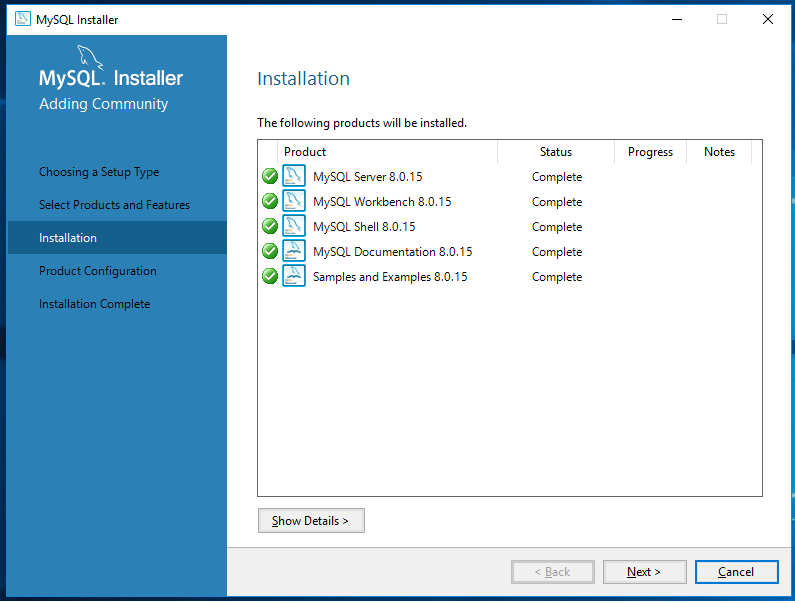 MySQL Installer
MySQL. Installer
Adding Community
Choosing a Setup Type
Select Products and Features
Installation
Product Configuration
Installation Complete
Installation
The following products will be installed.
Product Status Progress Notes
MySQL Server 8.0.15 Complete
MySQL Workbench 8.0.15 Complete
MySQL Shell 8.0.15 Complete
MySQL Documentation 8.0.15 Complete
Samples and Examples 8.0.15 Complete
Show Details >
< Back Next > Cancel